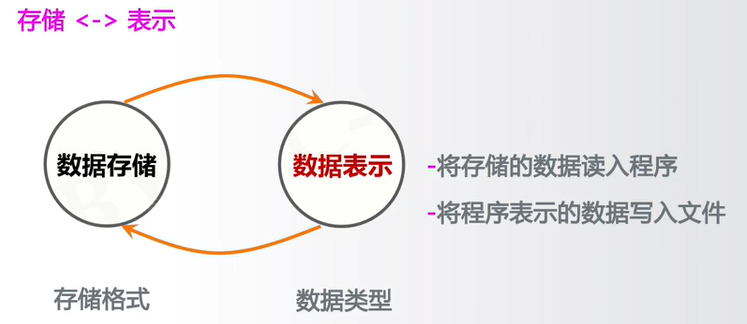 存储 <-> 表示
数据存储
数据表示
-将存储的数据读入程序
-将程序表示的数据写入文件
存储格式
数据类型